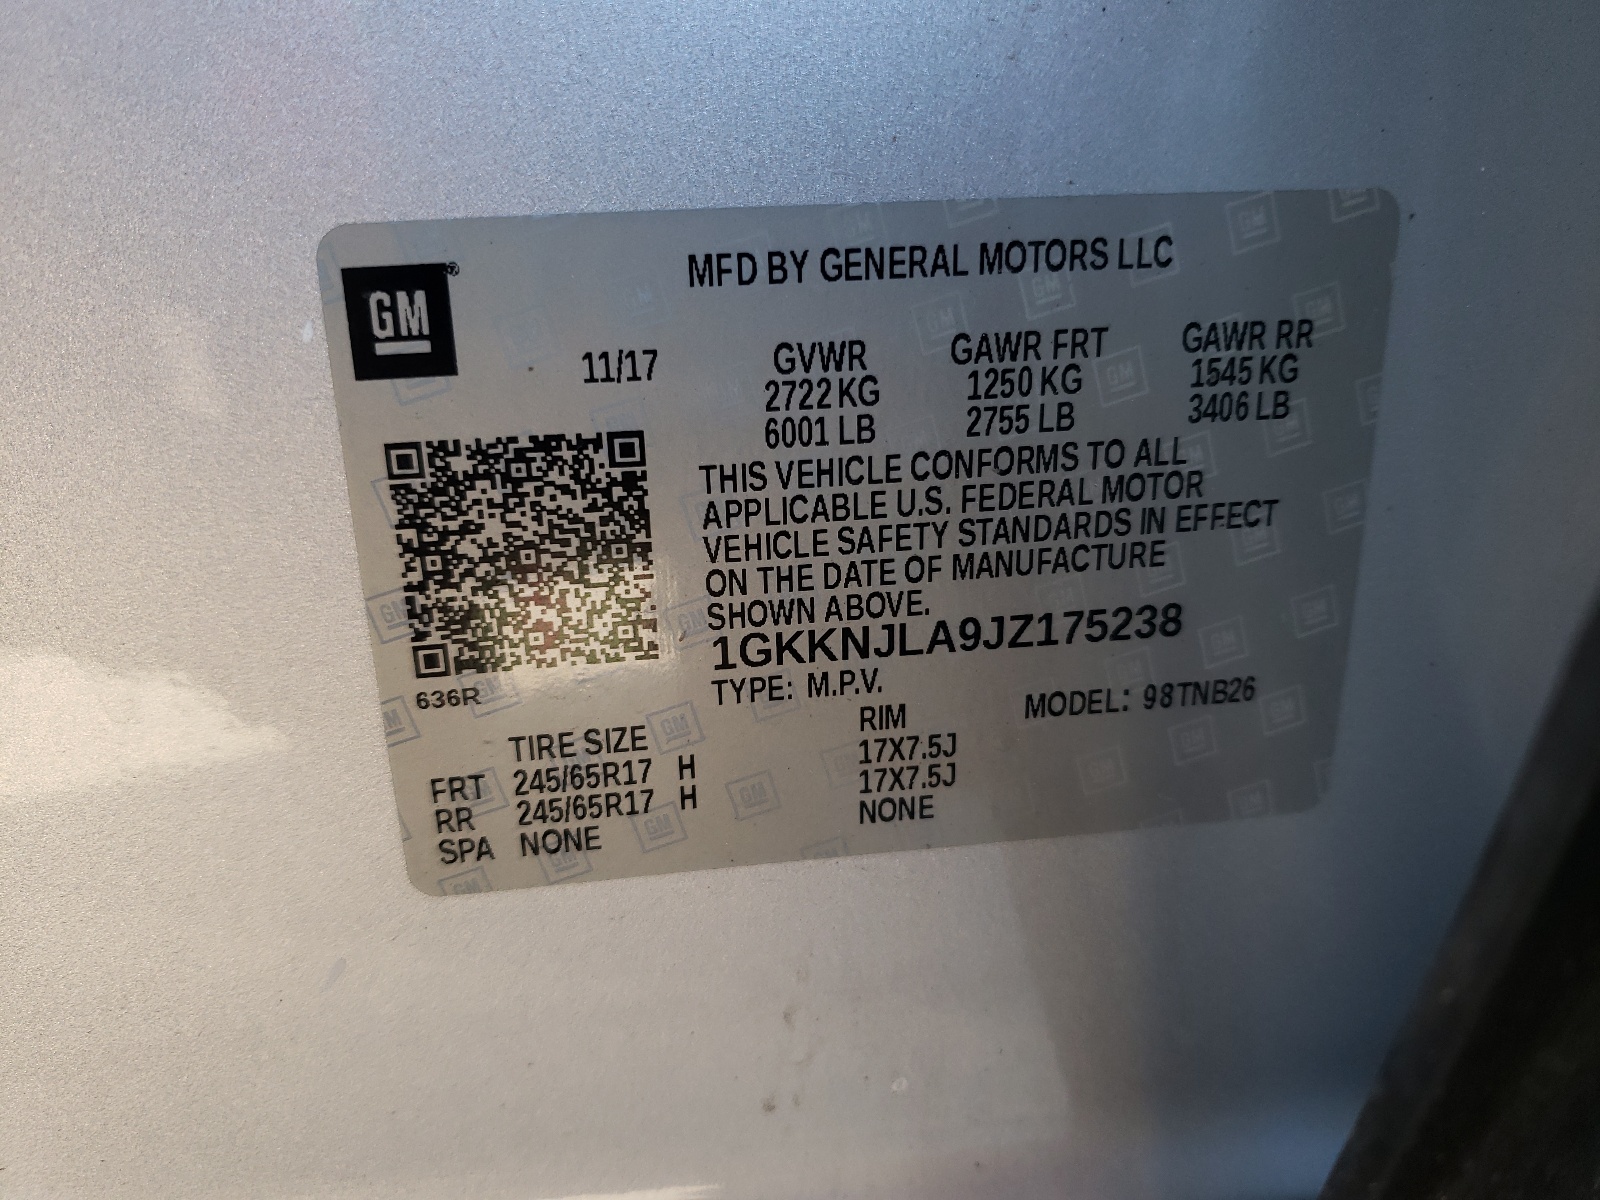 GM
MFD BY GENERAL MOTORS LLC
11/17
GVWR GAWR FRT GAWR RR
2722 KG 1250 KG 1545 KG
6001 LB 2755 LB 3406 LB
THIS VEHICLE CONFORMS TO ALL
APPLICABLE U.S. FEDERAL MOTOR
VEHICLE SAFETY STANDARDS IN EFFECT
ON THE DATE OF MANUFACTURE
SHOWN ABOVE.
1GKKNJLA9JZ175238
TYPE: M.P.V. MODEL: 98TNB26
636R
TIRE SIZE RIM
FRT 245/65R17 H 17X7.5J
RR 245/65R17 H 17X7.5J
SPA NONE NONE